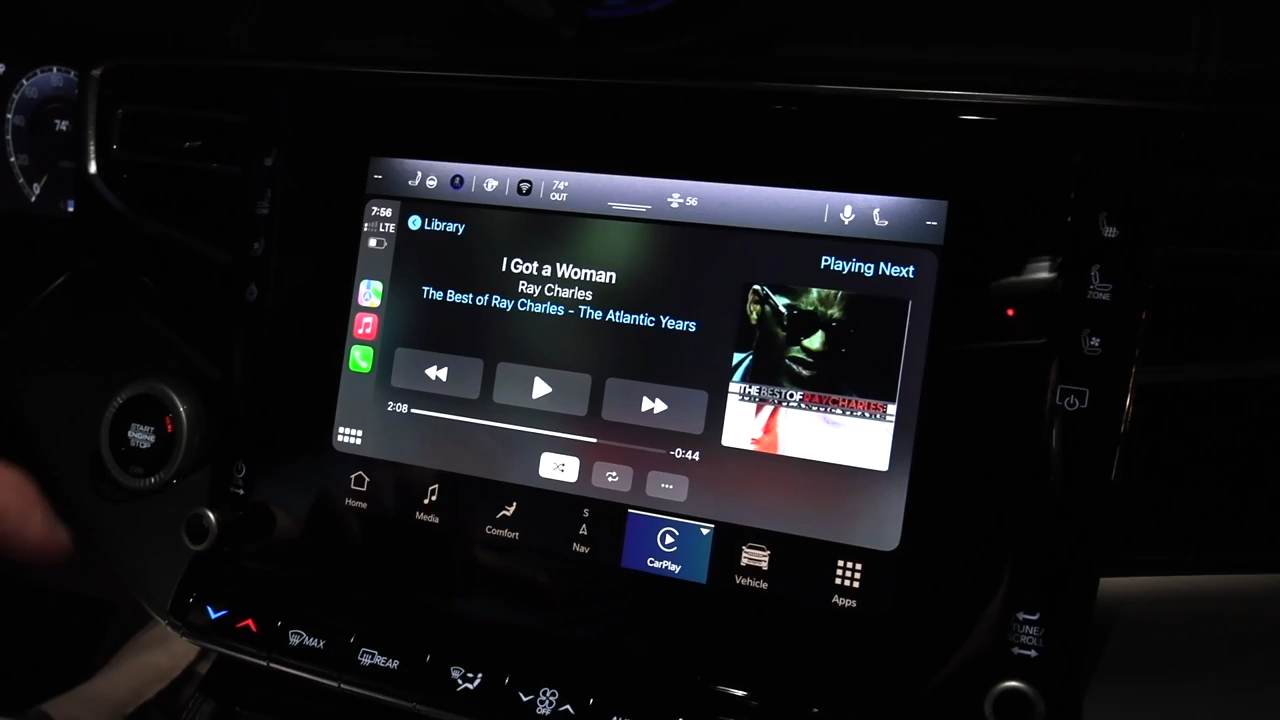 74°
0
--
74°
OUT
56
--
7:56
LTE
Library
I Got a Woman
Ray Charles
The Best of Ray Charles - The Atlantic Years
Playing Next
THE BEST OF RAY CHARLES
2:08
-0:44
START
ENGINE
STOP
ZONE
Home
Media
Comfort
S
Nav
CarPlay
Vehicle
Apps
MAX
REAR
OFF
TUNE/
SCROLL